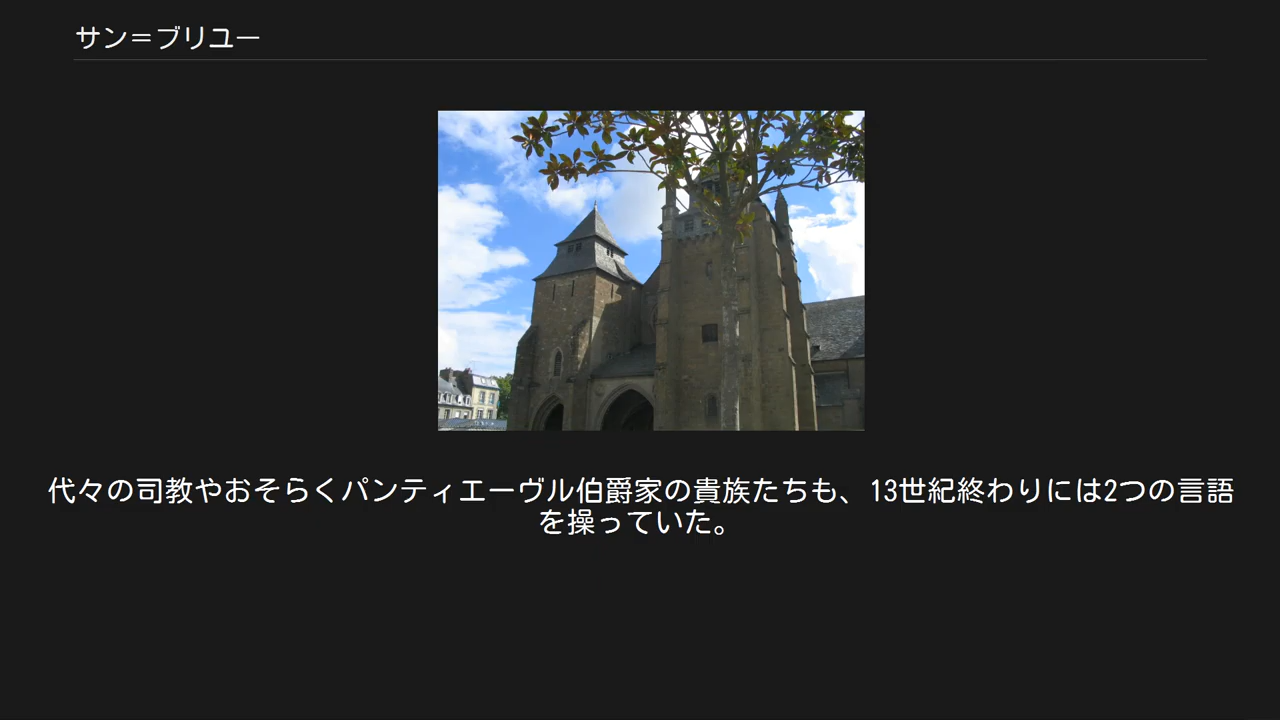 サン＝ブリユー
代々の司教やおそらくパンティエーヴル伯爵家の貴族たちも、13世紀終わりには2つの言語
を操っていた。